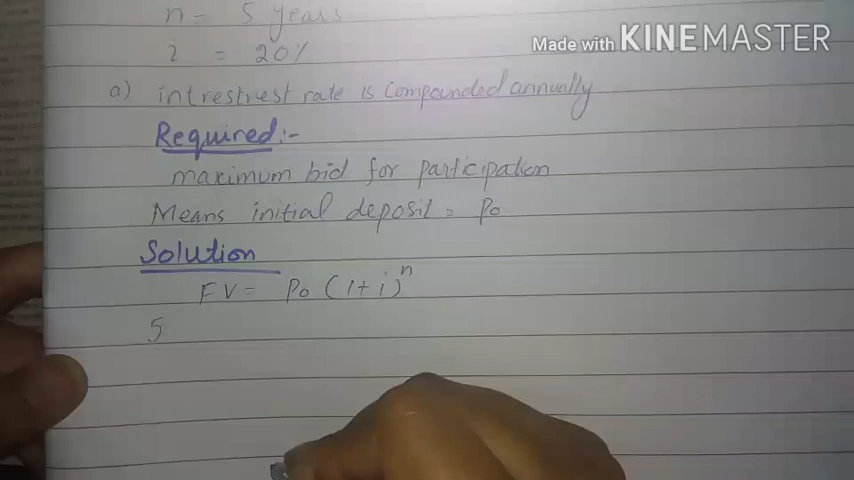 n = 5 years
Made with KINEMASTER
i = 20%
a) intrestrest rate is Compounded annually
Required:-
maximum bid for participation
Means initial deposit = Po
Solution
FV = Po (1+i)^n
5